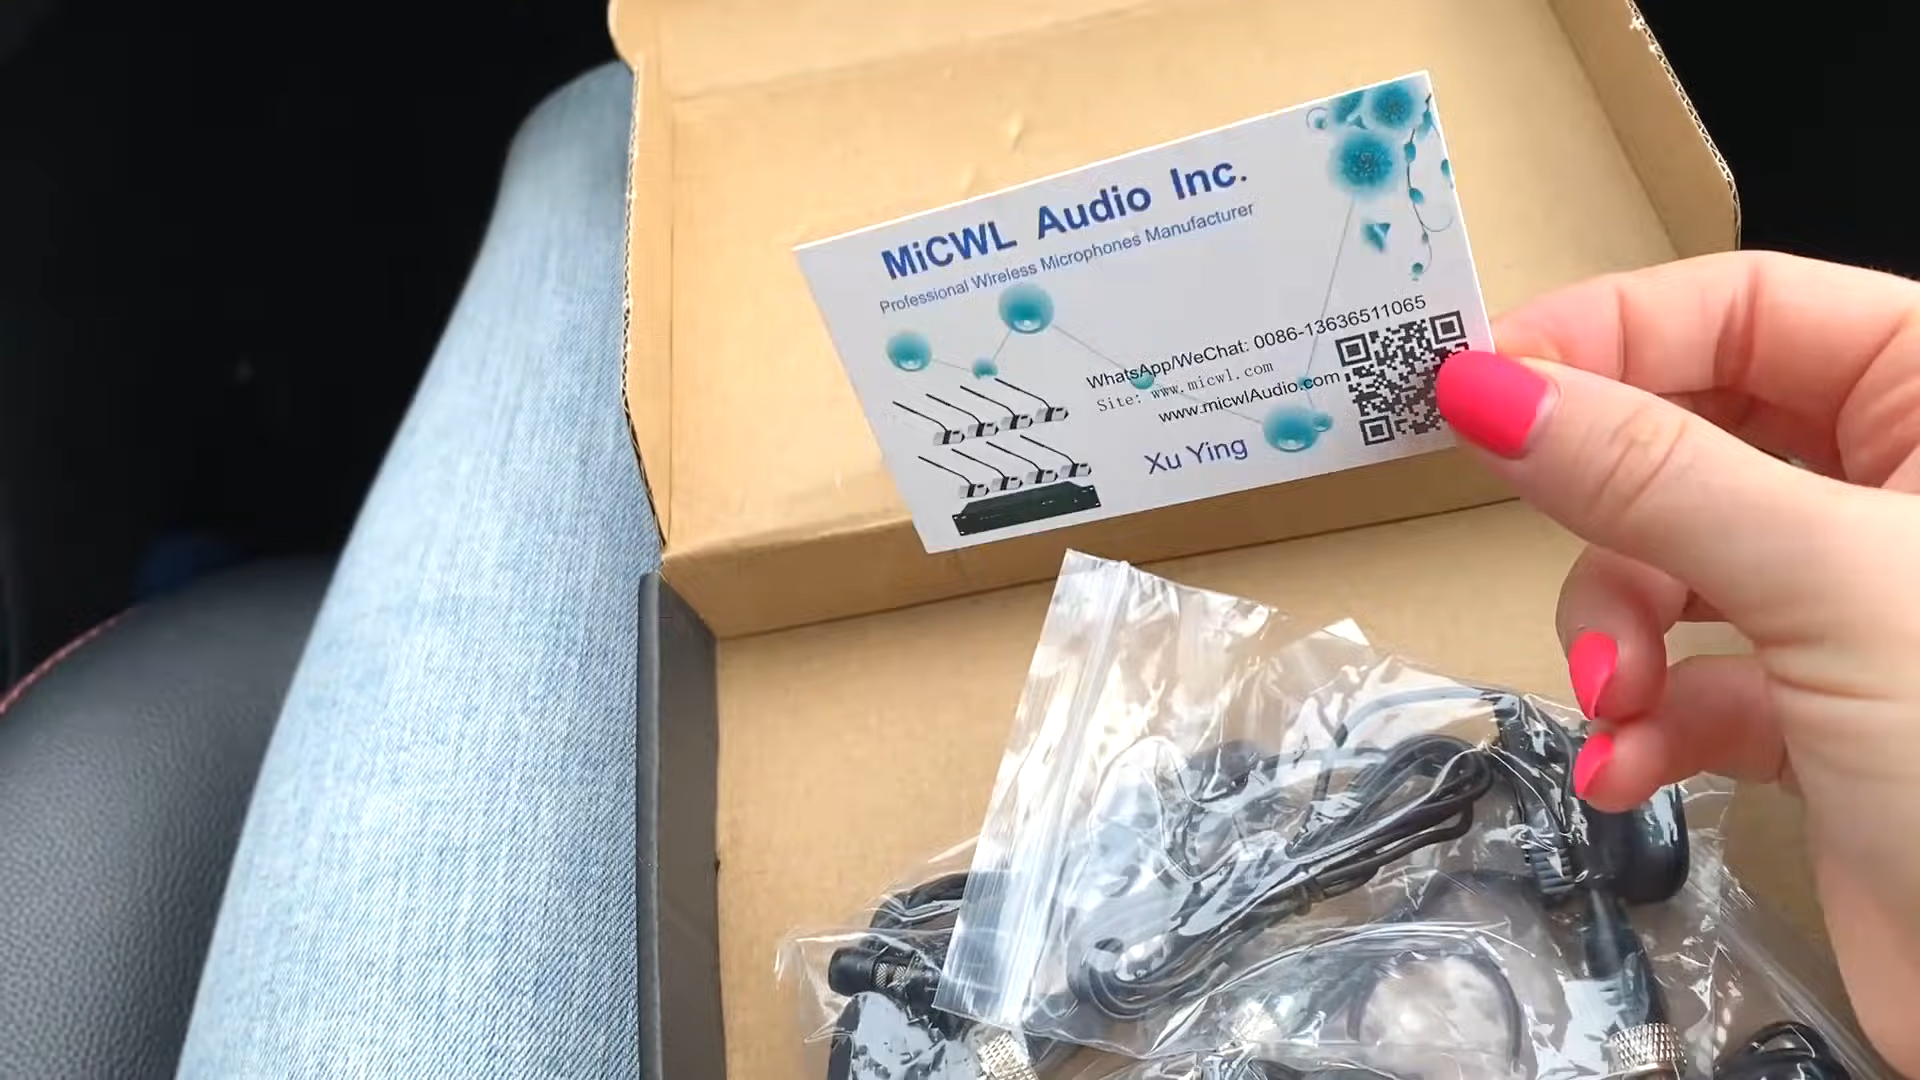 MiCWL Audio Inc.
Professional Wireless Microphones Manufacturer
WhatsApp/WeChat: 0086-13636511065
Site: www.micwl.com
www.micwlAudio.com
Xu Ying